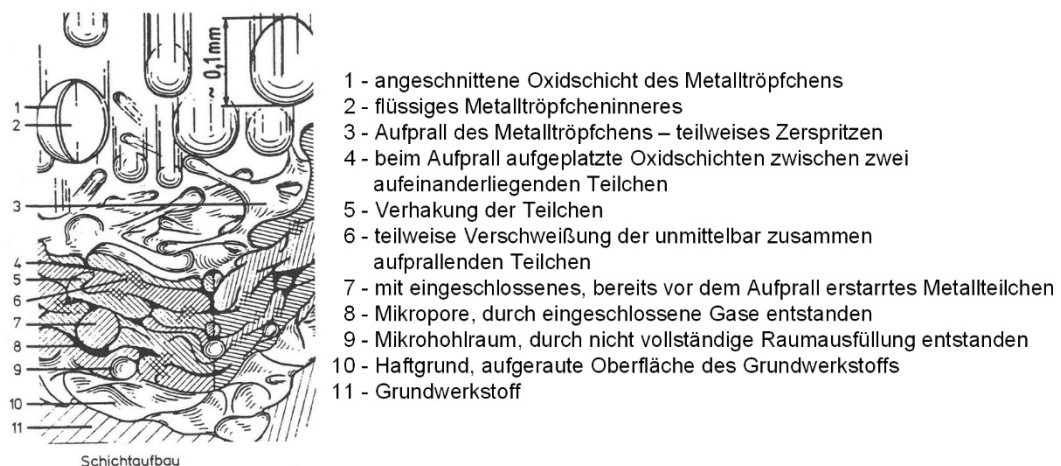 ~ 0,1mm
1
2
3
4
5
6
7
8
9
10
11
Schichtaufbau
1 - angeschnittene Oxidschicht des Metalltröpfchens
2 - flüssiges Metalltröpfcheninneres
3 - Aufprall des Metalltröpfchens – teilweises Zerspritzen
4 - beim Aufprall aufgeplatzte Oxidschichten zwischen zwei
aufeinanderliegenden Teilchen
5 - Verhakung der Teilchen
6 - teilweise Verschweißung der unmittelbar zusammen
aufprallenden Teilchen
7 - mit eingeschlossenes, bereits vor dem Aufprall erstarrtes Metallteilchen
8 - Mikropore, durch eingeschlossene Gase entstanden
9 - Mikrohohlraum, durch nicht vollständige Raumausfüllung entstanden
10 - Haftgrund, aufgeraute Oberfläche des Grundwerkstoffs
11 - Grundwerkstoff